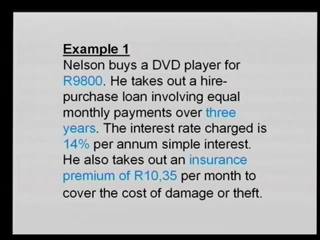 Example 1
Nelson buys a DVD player for
R9800. He takes out a hire-
purchase loan involving equal
monthly payments over three
years. The interest rate charged is
14% per annum simple interest.
He also takes out an insurance
premium of R10,35 per month to
cover the cost of damage or theft.